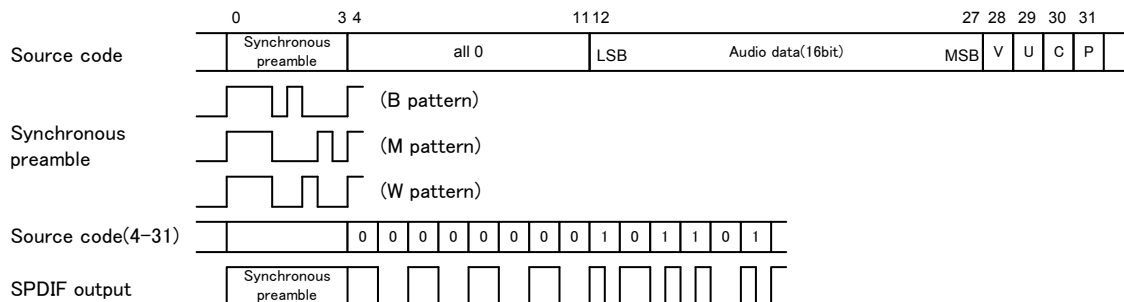 0 3 4 11 12 27 28 29 30 31
Source code Synchronous preamble all 0 LSB Audio data(16bit) MSB V U C P
(B pattern)
Synchronous preamble (M pattern)
(W pattern)
Source code(4-31) 0 0 0 0 0 0 0 0 1 0 1 1 0 1
SPDIF output Synchronous preamble